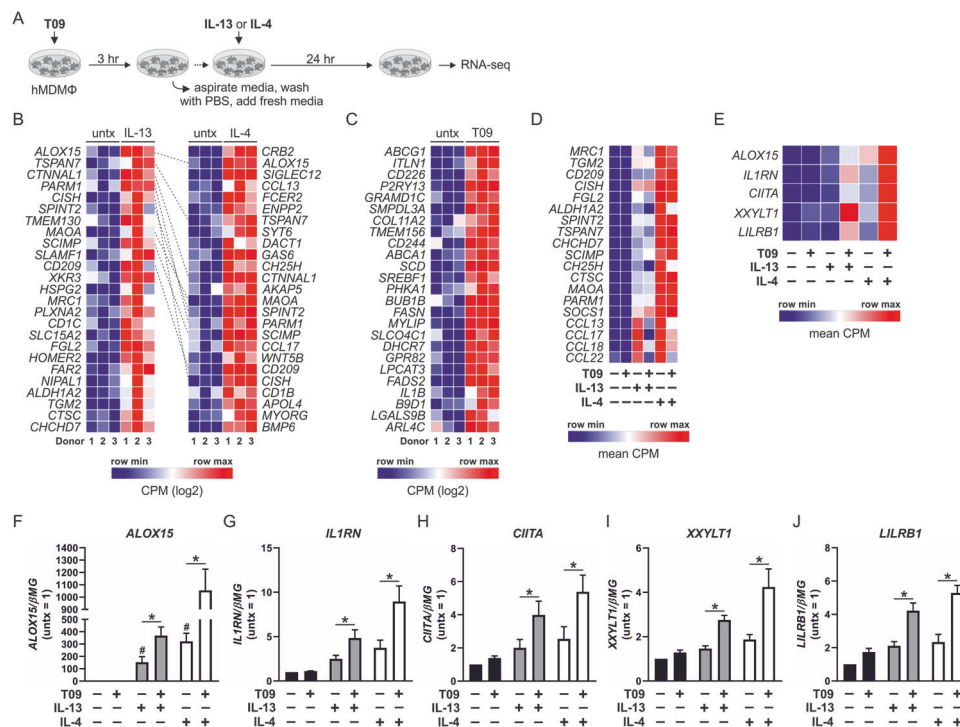 A
T09
IL-13 or IL-4
3 hr
24 hr
RNA-seq
hMDMΦ
aspirate media, wash
with PBS, add fresh media
B
untx IL-13 untx IL-4
ALOX15 CRB2
TSPAN7 ALOX15
CTNNAL1 SIGLEC12
PARM1 CCL13
CISH FCER2
SPINT2 ENPP2
TMEM130 TSPAN7
MAOA SYT6
SCIMP DACT1
SLAMF1 GAS6
CD209 CH25H
XKR3 CTNNAL1
HSPG2 AKAP5
MRC1 MAOA
PLXNA2 SPINT2
CD1C PARM1
SLC15A2 SCIMP
FGL2 CCL17
HOMER2 WNT5B
FAR2 CD209
NIPAL1 CISH
ALDH1A2 CD1B
TGM2 APOL4
CTSC MYORG
CHCHD7 BMP6
Donor 1 2 3 1 2 3 1 2 3 1 2 3
row min row max
CPM (log2)
C
untx T09
ABCG1
ITLN1
CD226
P2RY13
GRAMD1C
SMPDL3A
COL11A2
TMEM156
CD244
ABCA1
SCD
SREBF1
PHKA1
BUB1B
FASN
MYLIP
SLCO4C1
DHCR7
GPR82
LPCAT3
FADS2
IL1B
B9D1
LGALS9B
ARL4C
Donor 1 2 3 1 2 3
row min row max
CPM (log2)
D
MRC1
TGM2
CD209
CISH
FGL2
ALDH1A2
SPINT2
TSPAN7
CHCHD7
SCIMP
CH25H
CTSC
MAOA
PARM1
SOCS1
CCL13
CCL17
CCL18
CCL22
T09 – + – + – +
IL-13 – – + + – –
IL-4 – – – – + +
row min row max
mean CPM
E
ALOX15
IL1RN
CIITA
XXYLT1
LILRB1
T09 – + – + – +
IL-13 – – + + – –
IL-4 – – – – + +
row min row max
mean CPM
F
ALOX15
ALOX15/βMG
(untx = 1)
1400
1300
1200
1100
1000
900
500
400
300
200
100
0
# * # *
T09 – + – + – +
IL-13 – – + + – –
IL-4 – – – – + +
G
IL1RN
IL1RN/βMG
(untx = 1)
15
10
5
0
* *
T09 – + – + – +
IL-13 – – + + – –
IL-4 – – – – + +
H
CIITA
CIITA/βMG
(untx = 1)
8
6
4
2
0
* *
T09 – + – + – +
IL-13 – – + + – –
IL-4 – – – – + +
I
XXYLT1
XXYLT1/βMG
(untx = 1)
6
4
2
0
* *
T09 – + – + – +
IL-13 – – + + – –
IL-4 – – – – + +
J
LILRB1
LILRB1/βMG
(untx = 1)
8
6
4
2
0
* *
T09 – + – + – +
IL-13 – – + + – –
IL-4 – – – – + +